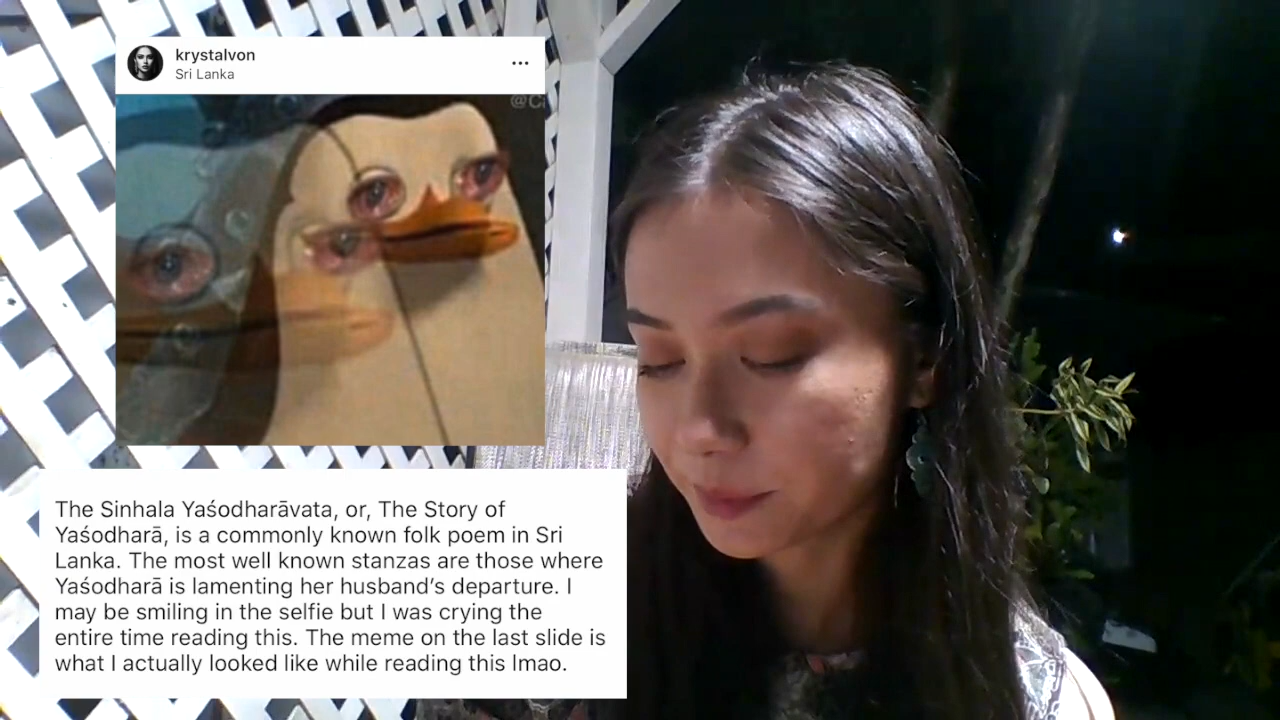 krystalvon
Sri Lanka
The Sinhala Yaśodharāvata, or, The Story of
Yaśodharā, is a commonly known folk poem in Sri
Lanka. The most well known stanzas are those where
Yaśodharā is lamenting her husband’s departure. I
may be smiling in the selfie but I was crying the
entire time reading this. The meme on the last slide is
what I actually looked like while reading this lmao.